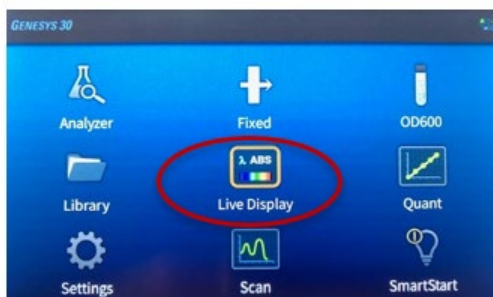 GENESYS 30
Analyzer Fixed OD600
λ ABS
Library Live Display Quant
Settings Scan SmartStart